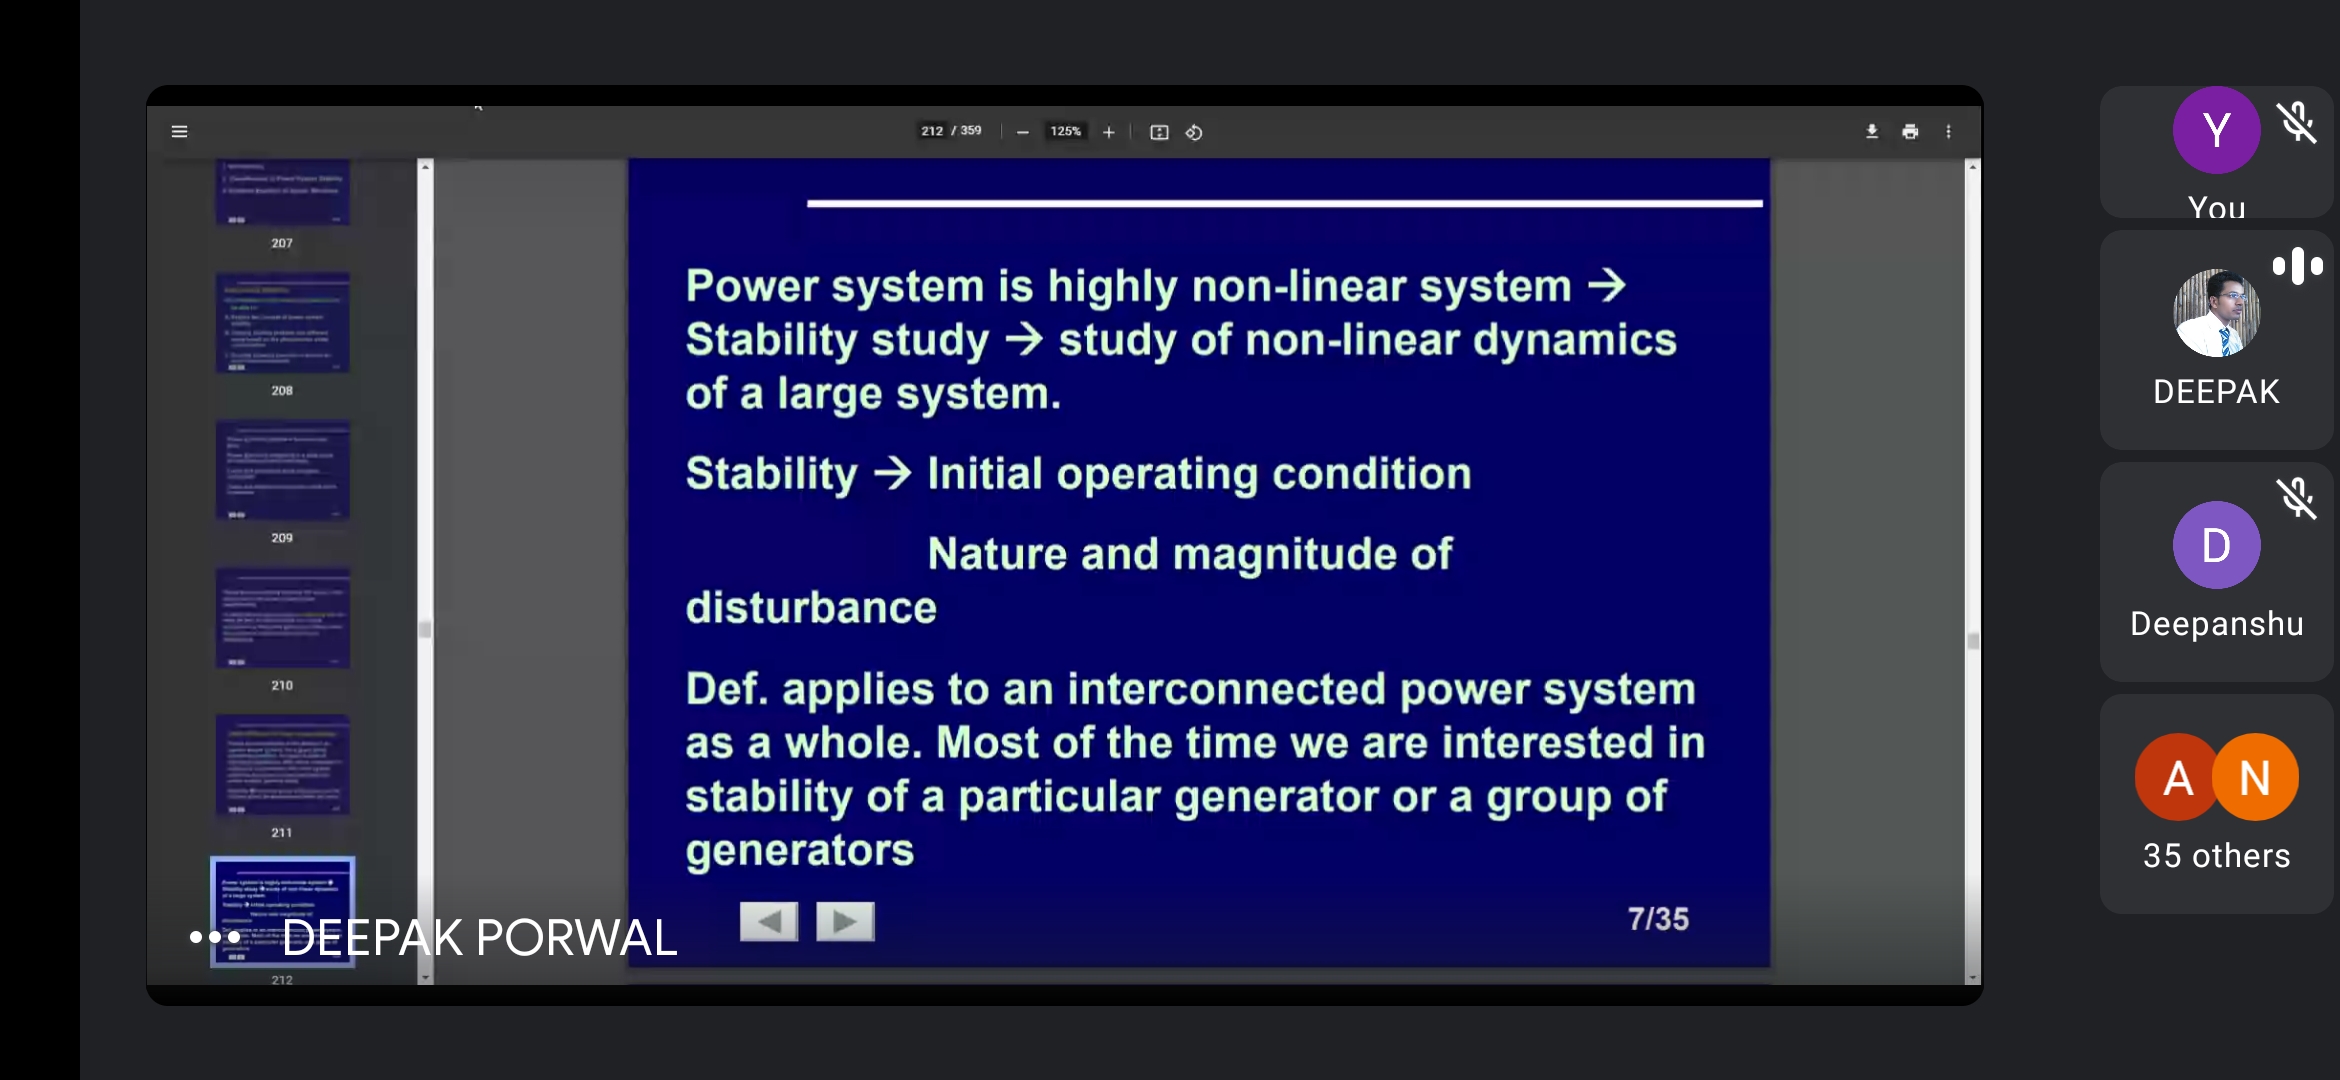 212 / 359
125%
207
208
209
210
211
212
Power system is highly non-linear system →
Stability study → study of non-linear dynamics
of a large system.
Stability → Initial operating condition
Nature and magnitude of
disturbance
Def. applies to an interconnected power system
as a whole. Most of the time we are interested in
stability of a particular generator or a group of
generators
7/35
DEEPAK PORWAL
Y
You
DEEPAK
D
Deepanshu
A N
35 others